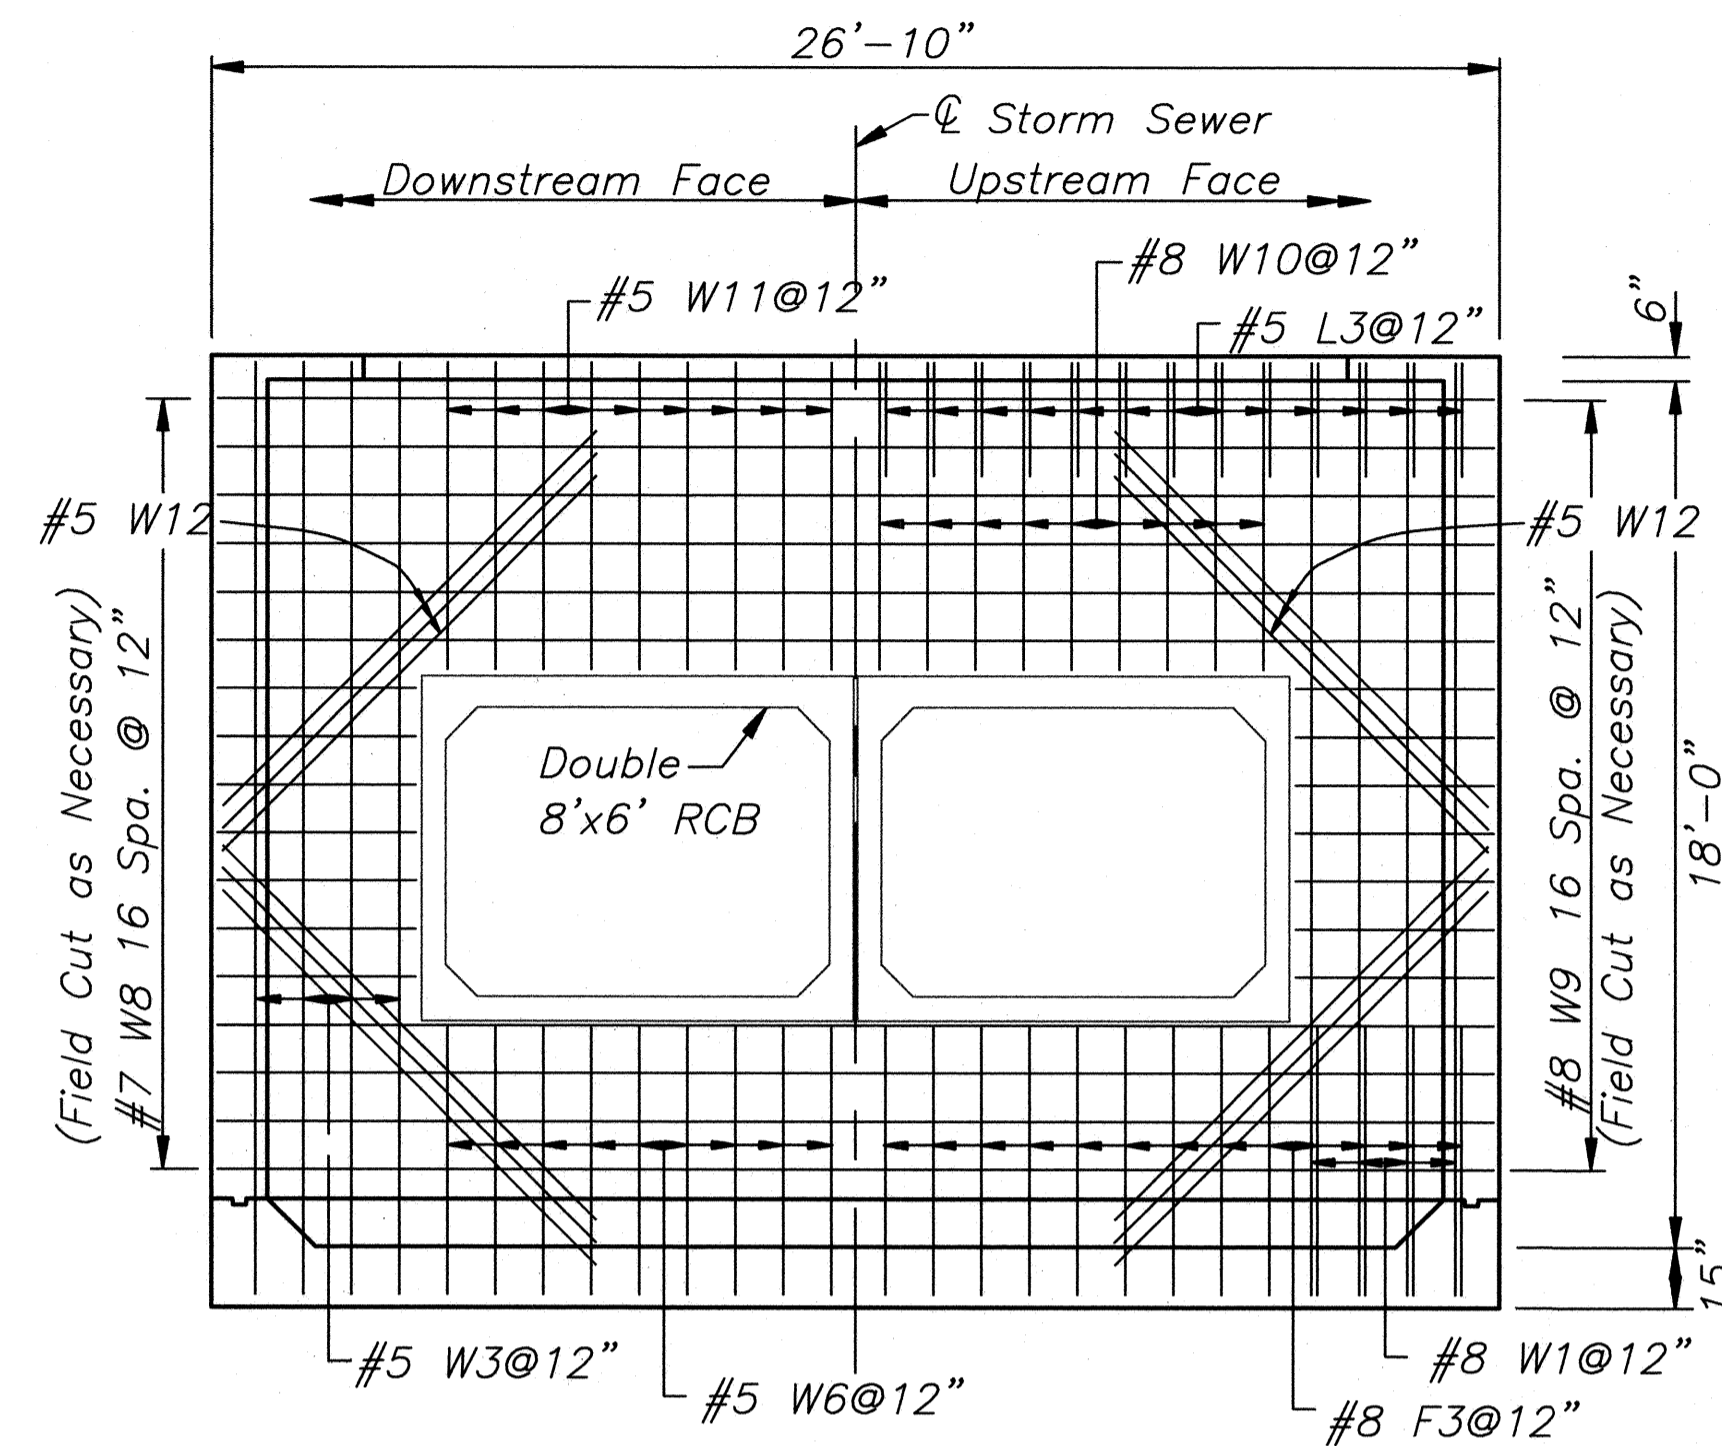 26'-10"
℄ Storm Sewer
Downstream Face
Upstream Face
#8 W10@12"
#5 W11@12"
#5 L3@12"
6"
#5 W12
#5 W12
(Field Cut as Necessary)
#7 W8 16 Spa. @ 12"
Double
8'x6' RCB
#8 W9 16 Spa. @ 12"
(Field Cut as Necessary)
18'-0"
15"
#5 W3@12"
#5 W6@12"
#8 W1@12"
#8 F3@12"